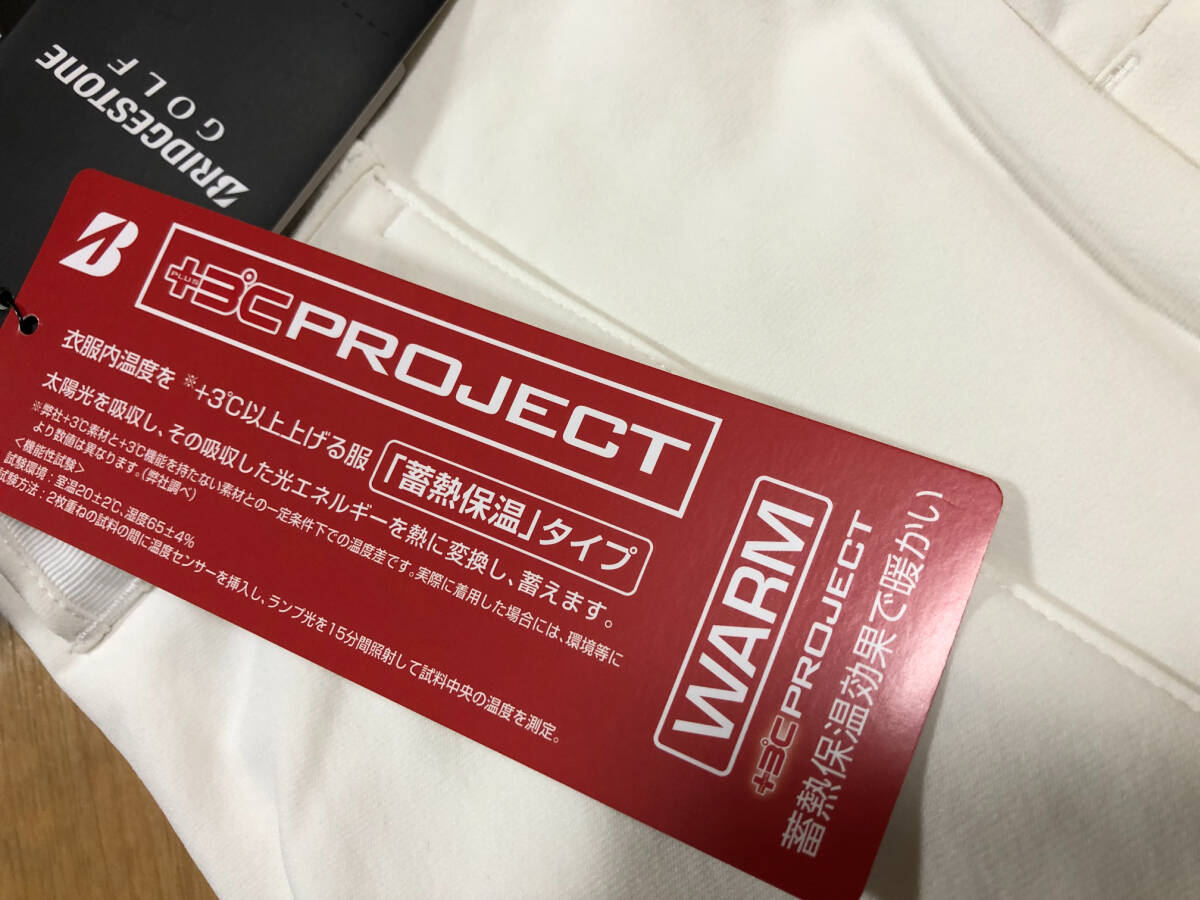 BRIDGESTONE
GOLF
B
+3℃PROJECT
PLUS
衣服内温度を ※+3℃以上上げる服 「蓄熱保温」タイプ
太陽光を吸収し、その吸収した光エネルギーを熱に変換し、蓄えます。
※弊社+3℃素材と+3℃機能を持たない素材との一定条件下での温度差です。実際に着用した場合には、環境等に
より数値は異なります。(弊社調べ)
<機能性試験>
試験環境：室温20±2℃、湿度65±4%
試験方法：2枚重ねの試料の間に温度センサーを挿入し、ランプ光を15分間照射して試料中央の温度を測定。
WARM
+3℃PROJECT
蓄熱保温効果で暖かい